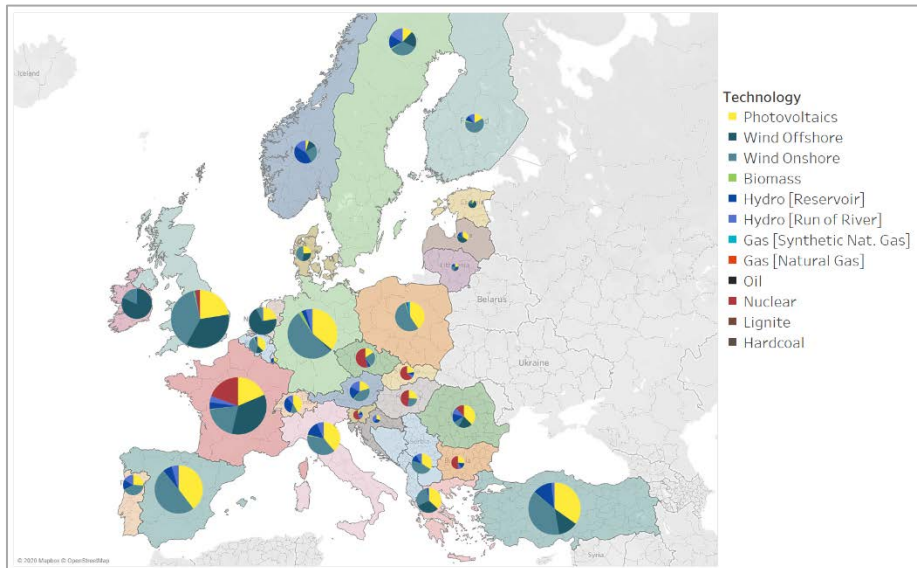 Iceland
Technology
Photovoltaics
Wind Offshore
Wind Onshore
Biomass
Hydro [Reservoir]
Hydro [Run of River]
Gas [Synthetic Nat. Gas]
Gas [Natural Gas]
Oil
Nuclear
Lignite
Hardcoal
Belarus
Ukraine
Syria
© 2020 Mapbox © OpenStreetMap